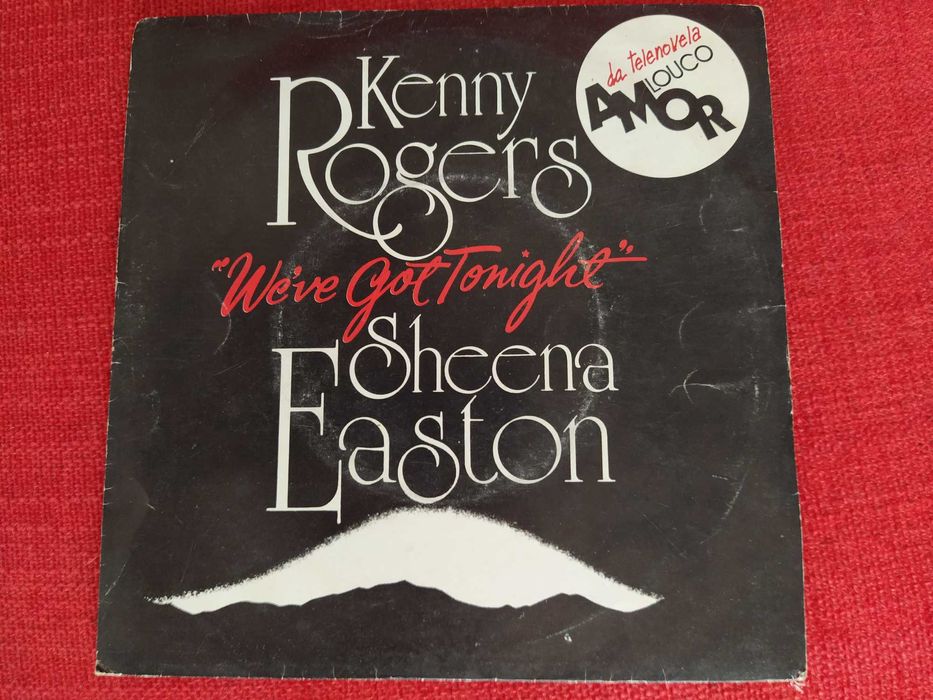 Kenny
Rogers
"We've Got Tonight"
Sheena
Easton
da telenovela
LOUCO
AMOR